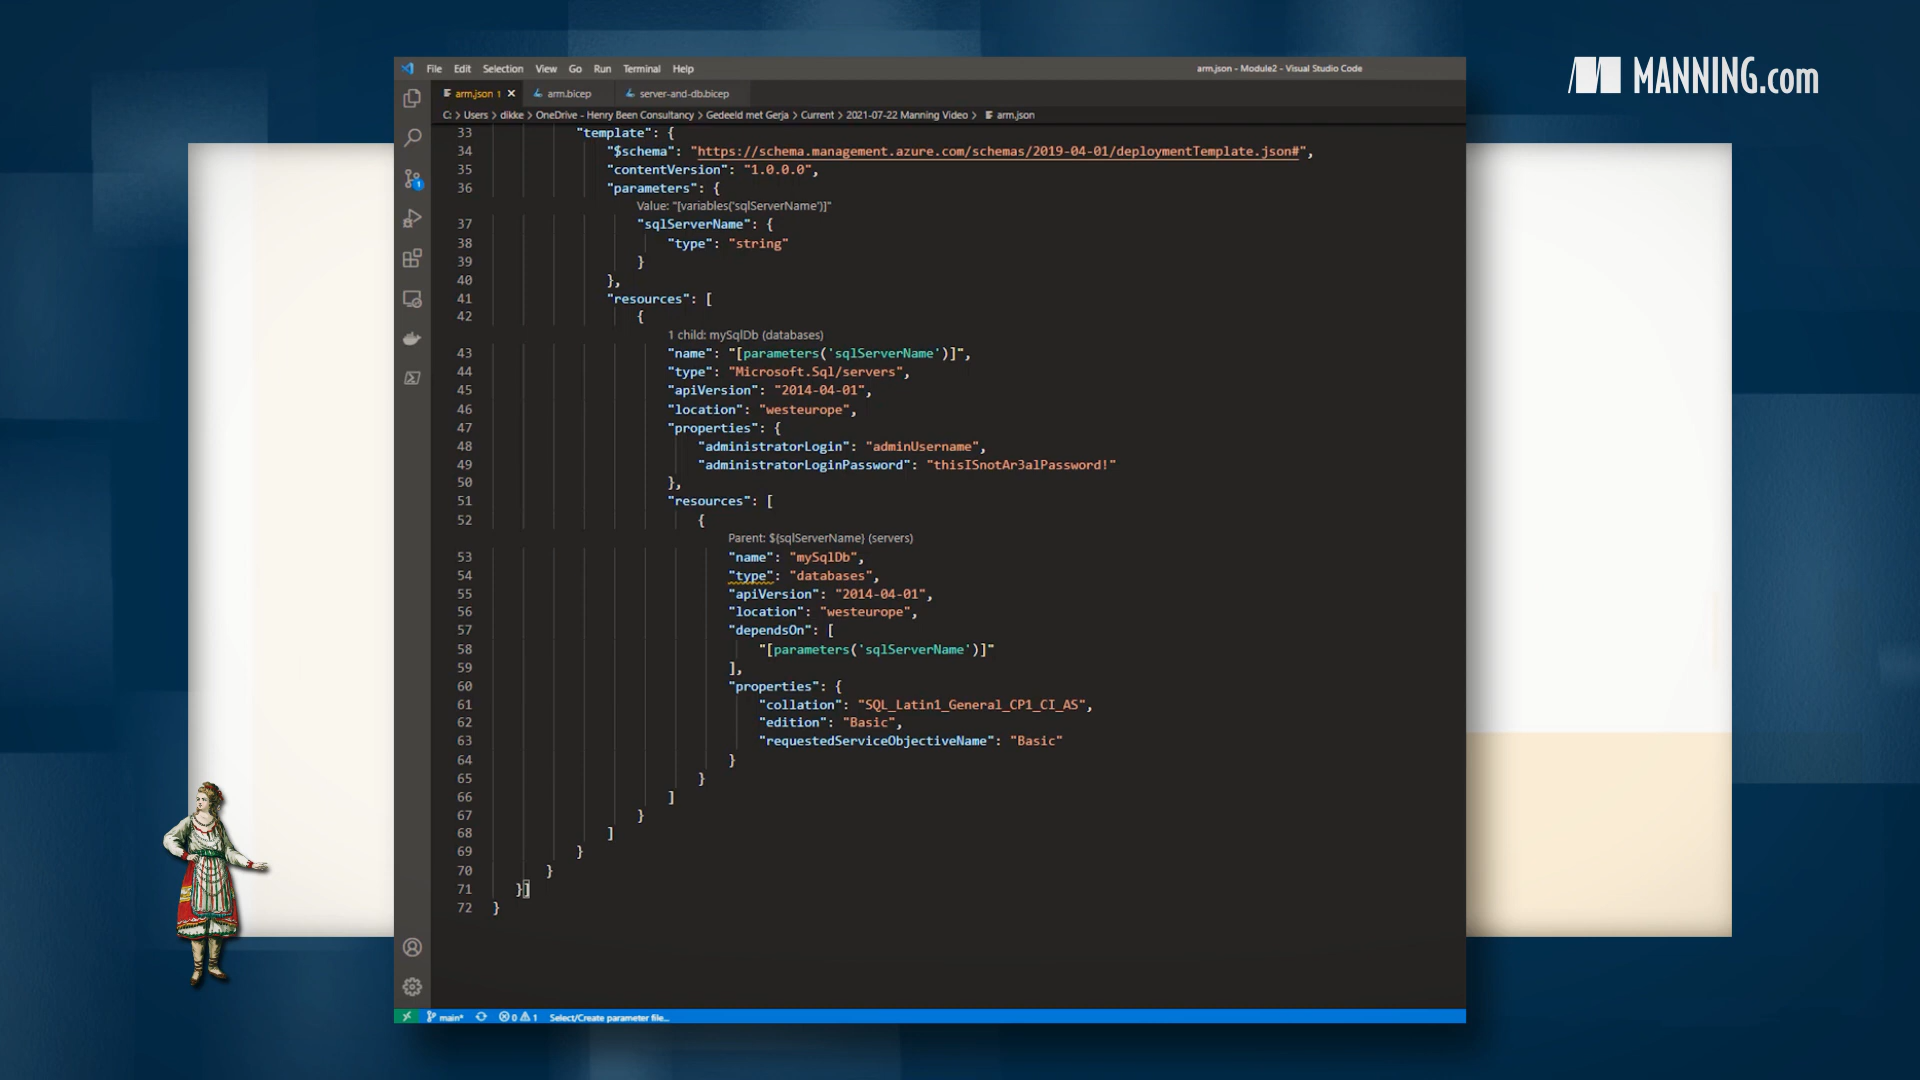 MANNING.com
File Edit Selection View Go Run Terminal Help arm.json - Module2 - Visual Studio Code
arm.json 1 arm.bicep server-and-db.bicep
C: > Users > dikke > OneDrive - Henry Been Consultancy > Gedeeld met Gerja > Current > 2021-07-22 Manning Video > arm.json
33 "template": {
34 "$schema": "https://schema.management.azure.com/schemas/2019-04-01/deploymentTemplate.json#",
35 "contentVersion": "1.0.0.0",
36 "parameters": {
Value: "[variables('sqlServerName')]"
37 "sqlServerName": {
38 "type": "string"
39 }
40 },
41 "resources": [
42 {
1 child: mySqlDb (databases)
43 "name": "[parameters('sqlServerName')]",
44 "type": "Microsoft.Sql/servers",
45 "apiVersion": "2014-04-01",
46 "location": "westeurope",
47 "properties": {
48 "administratorLogin": "adminUsername",
49 "administratorLoginPassword": "thisISnotAr3alPassword!"
50 },
51 "resources": [
52 {
Parent: ${sqlServerName} (servers)
53 "name": "mySqlDb",
54 "type": "databases",
55 "apiVersion": "2014-04-01",
56 "location": "westeurope",
57 "dependsOn": [
58 "[parameters('sqlServerName')]"
59 ],
60 "properties": {
61 "collation": "SQL_Latin1_General_CP1_CI_AS",
62 "edition": "Basic",
63 "requestedServiceObjectiveName": "Basic"
64 }
65 }
66 ]
67 }
68 ]
69 }
70 }
71 }]
72 }
main* 0 1 Select/Create parameter file...